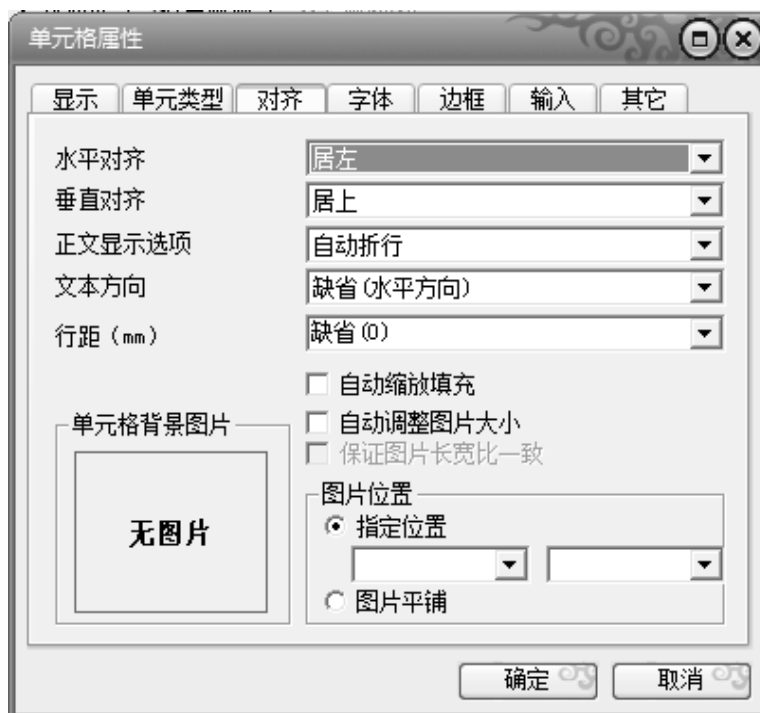 单元格属性
显示 单元类型 对齐 字体 边框 输入 其它
水平对齐 居左
垂直对齐 居上
正文显示选项 自动折行
文本方向 缺省(水平方向)
行距(mm) 缺省(0)
自动缩放填充
单元格背景图片
自动调整图片大小
保证图片长宽比一致
无图片
图片位置
指定位置
图片平铺
确定 取消